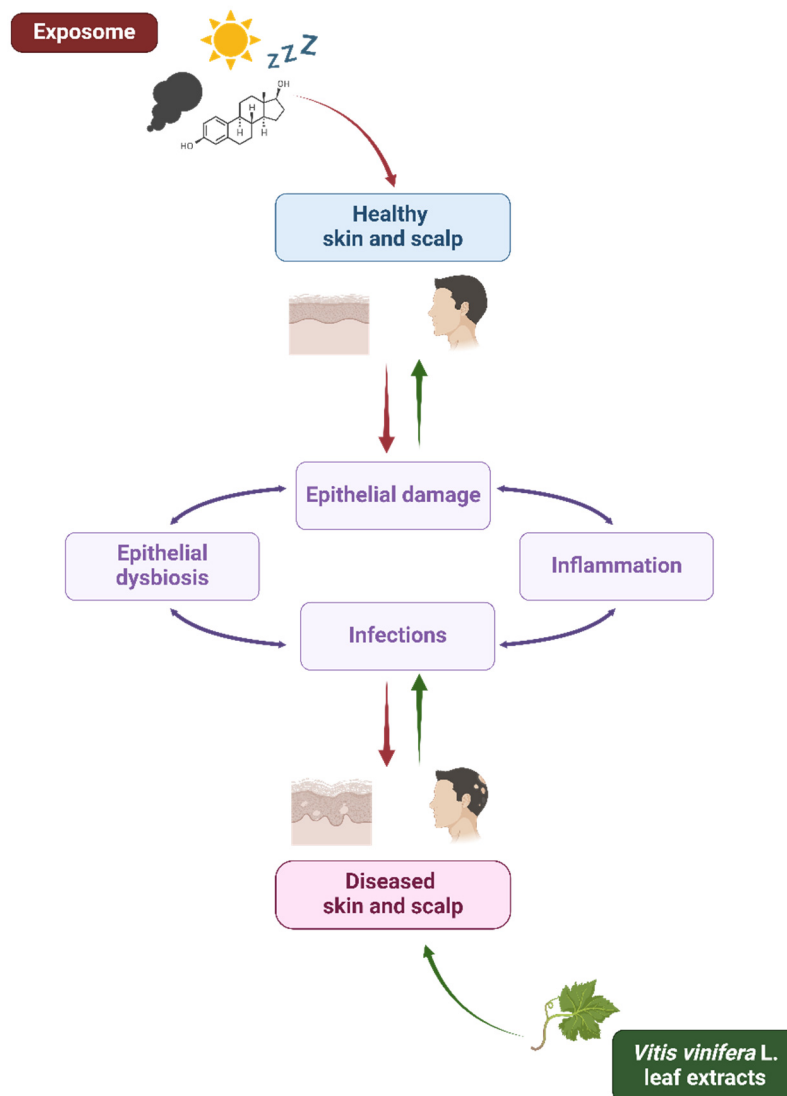 Exposome
z z Z
OH
H
H
H
HO
Healthy
skin and scalp
Epithelial damage
Epithelial
dysbiosis
Inflammation
Infections
Diseased
skin and scalp
Vitis vinifera L.
leaf extracts